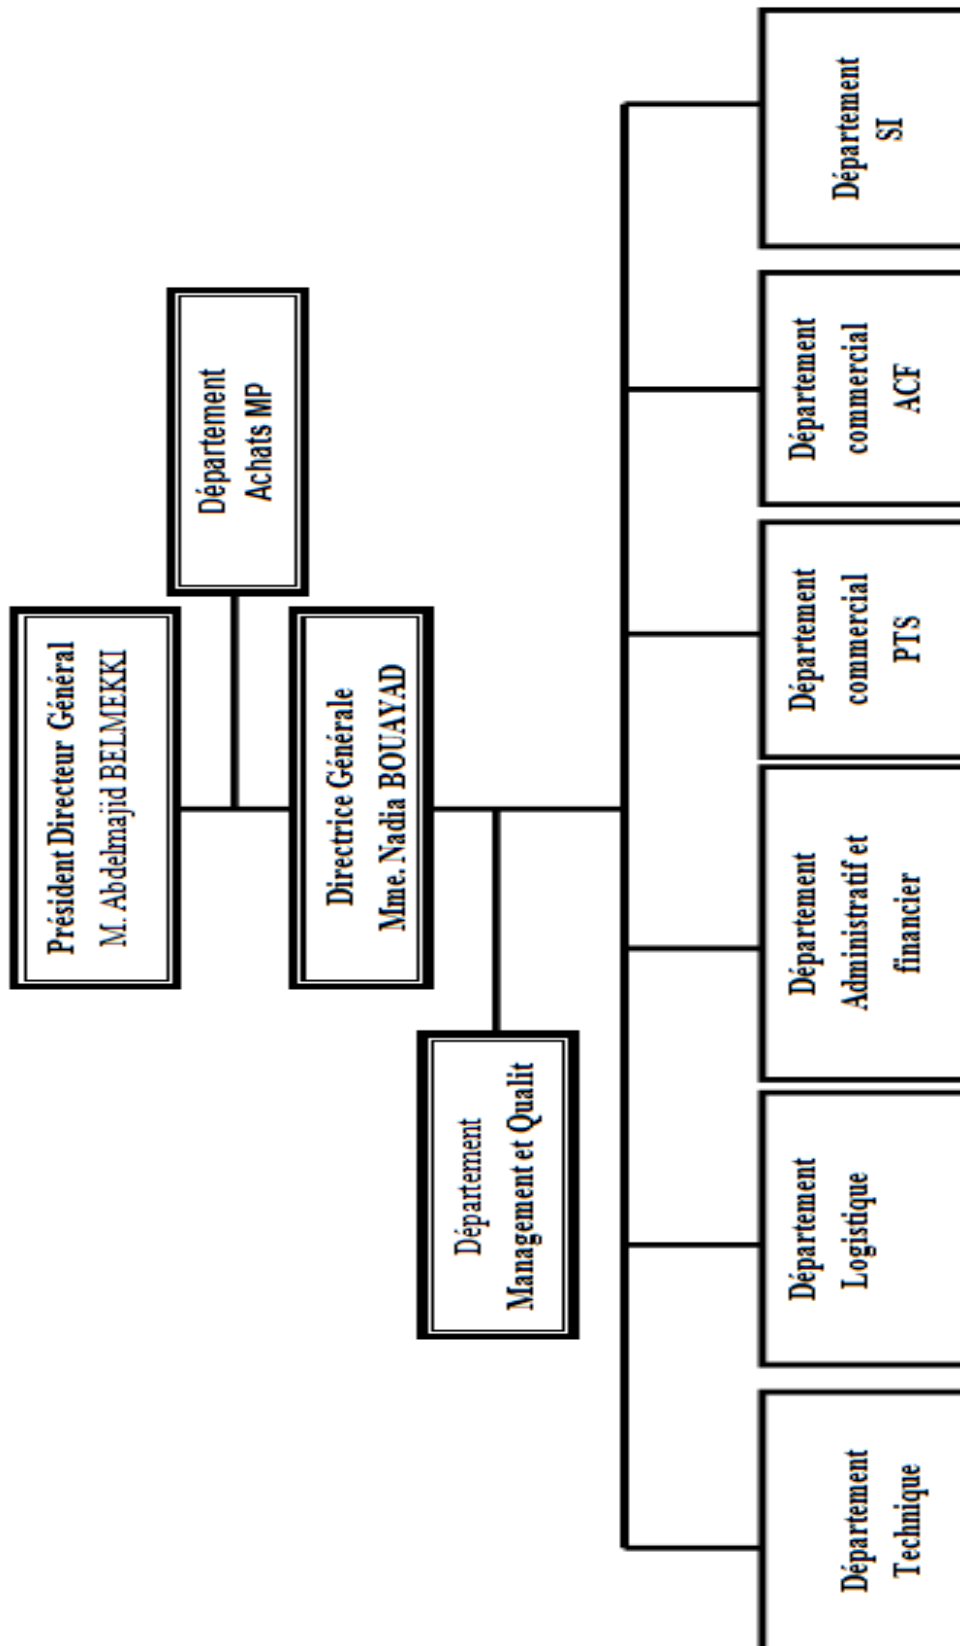 Président Directeur Général
M. Abdelmajid BELMEKKI
Département
Achats MP
Directrice Générale
Mme. Nadia BOUAYAD
Département
Management et Qualit
Département
Technique
Département
Logistique
Département
Administratif et
financier
Département
commercial
PTS
Département
commercial
ACF
Département
SI